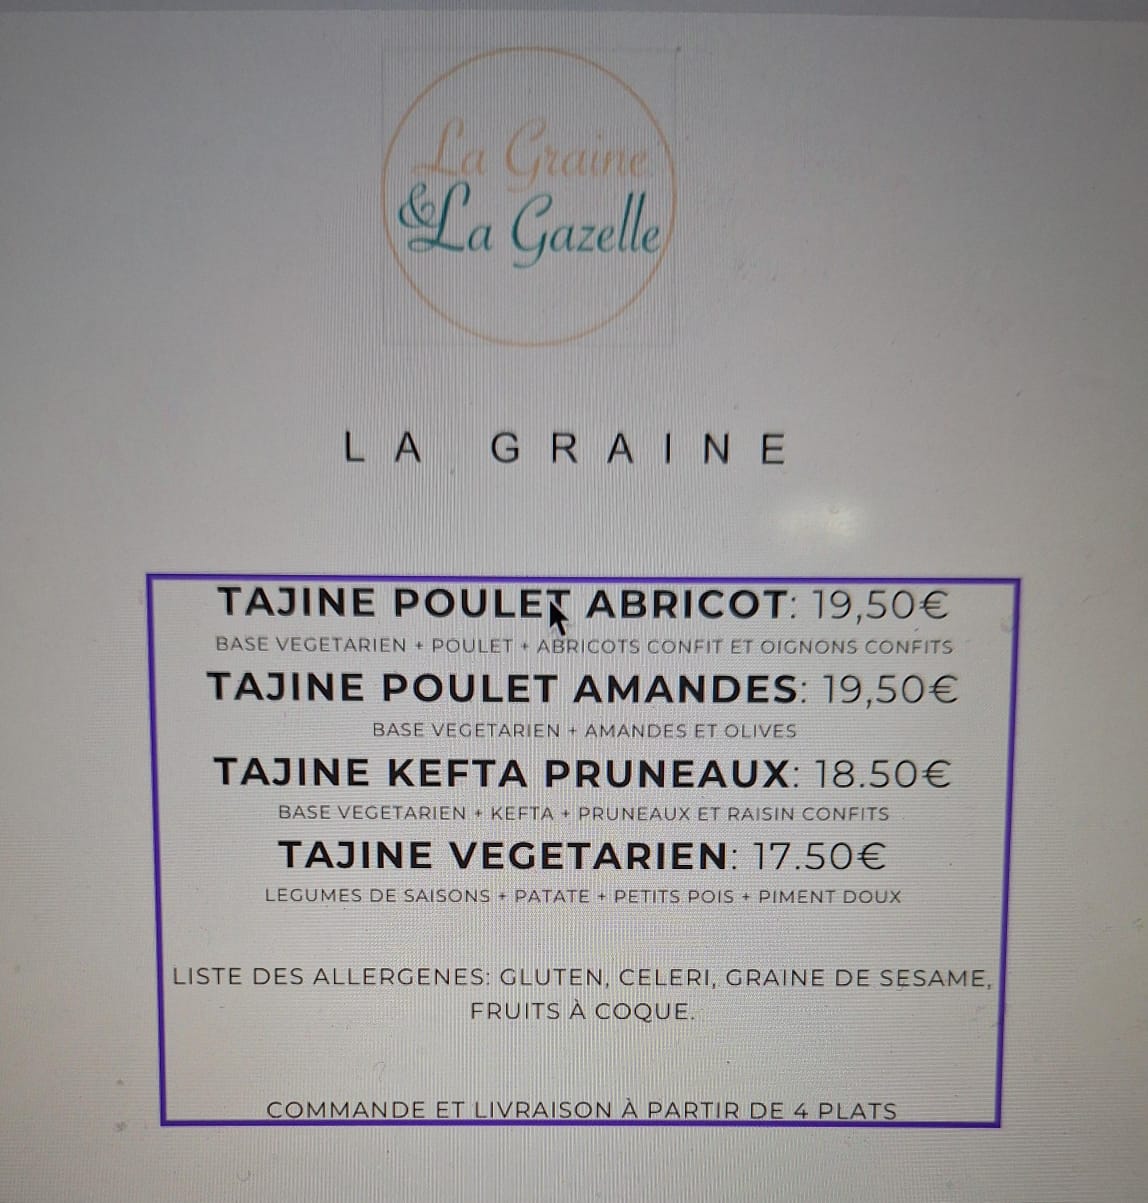 La Graine
& La Gazelle
LA GRAINE
TAJINE POULET ABRICOT: 19,50€
BASE VEGETARIEN + POULET + ABRICOTS CONFIT ET OIGNONS CONFITS
TAJINE POULET AMANDES: 19,50€
BASE VEGETARIEN + AMANDES ET OLIVES
TAJINE KEFTA PRUNEAUX: 18.50€
BASE VEGETARIEN + KEFTA + PRUNEAUX ET RAISIN CONFITS
TAJINE VEGETARIEN: 17.50€
LEGUMES DE SAISONS + PATATE + PETITS POIS + PIMENT DOUX
LISTE DES ALLERGENES: GLUTEN, CELERI, GRAINE DE SESAME,
FRUITS À COQUE.
COMMANDE ET LIVRAISON À PARTIR DE 4 PLATS